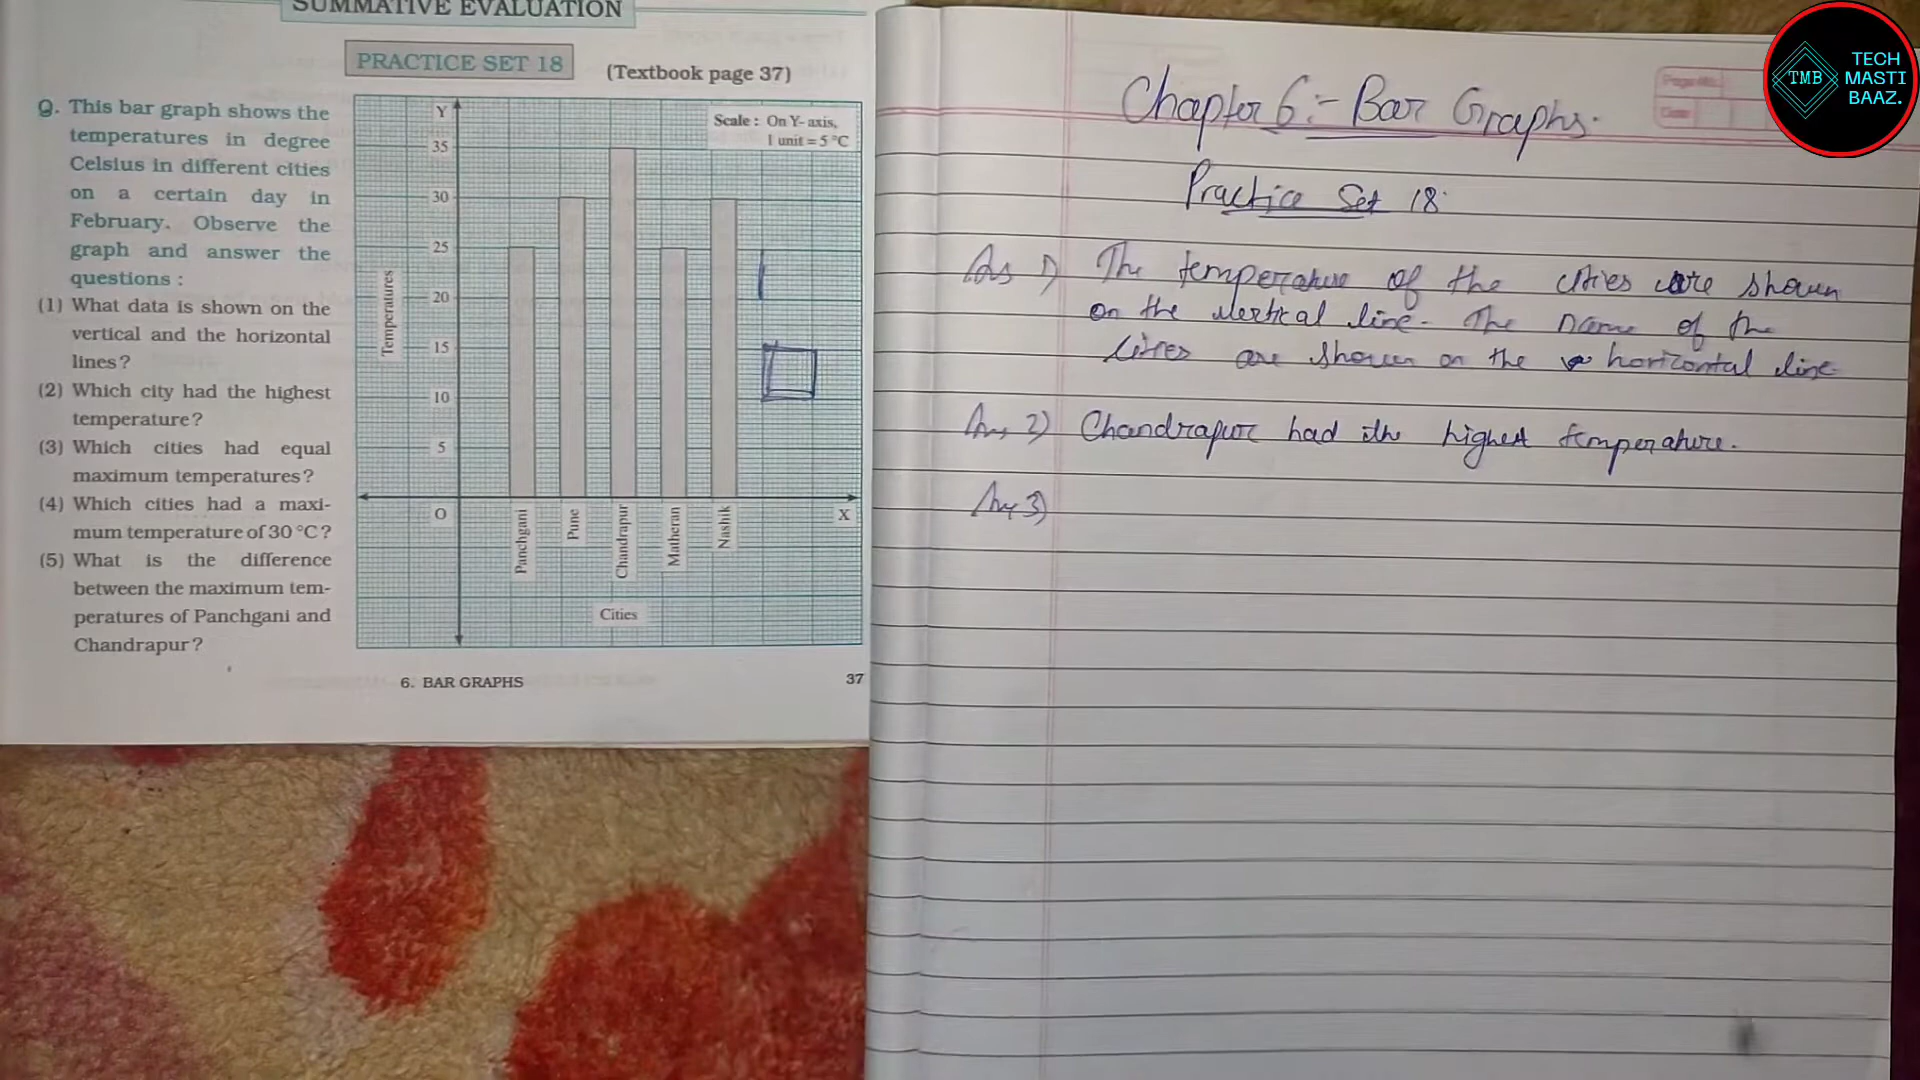 SUMMATIVE EVALUATION
PRACTICE SET 18
(Textbook page 37)
Q. This bar graph shows the
temperatures in degree
Celsius in different cities
on a certain day in
February. Observe the
graph and answer the
questions :
(1) What data is shown on the
vertical and the horizontal
lines?
(2) Which city had the highest
temperature?
(3) Which cities had equal
maximum temperatures?
(4) Which cities had a maxi-
mum temperature of 30 °C?
(5) What is the difference
between the maximum tem-
peratures of Panchgani and
Chandrapur?
Y
Scale : On Y- axis,
1 unit = 5 °C
35
30
25
20
15
10
5
O
X
Temperatures
Panchgani
Pune
Chandrapur
Matheran
Nashik
Cities
6. BAR GRAPHS
37
Chapter 6:- Bar Graphs.
Practice Set 18
Ans 1) The temperature of the cities are shown
on the vertical line. The name of the
cities are shown on the horizontal line
Ans 2) Chandrapur had the highest temperature.
Ans 3)
Page No.
Date
TMB
TECH
MASTI
BAAZ.